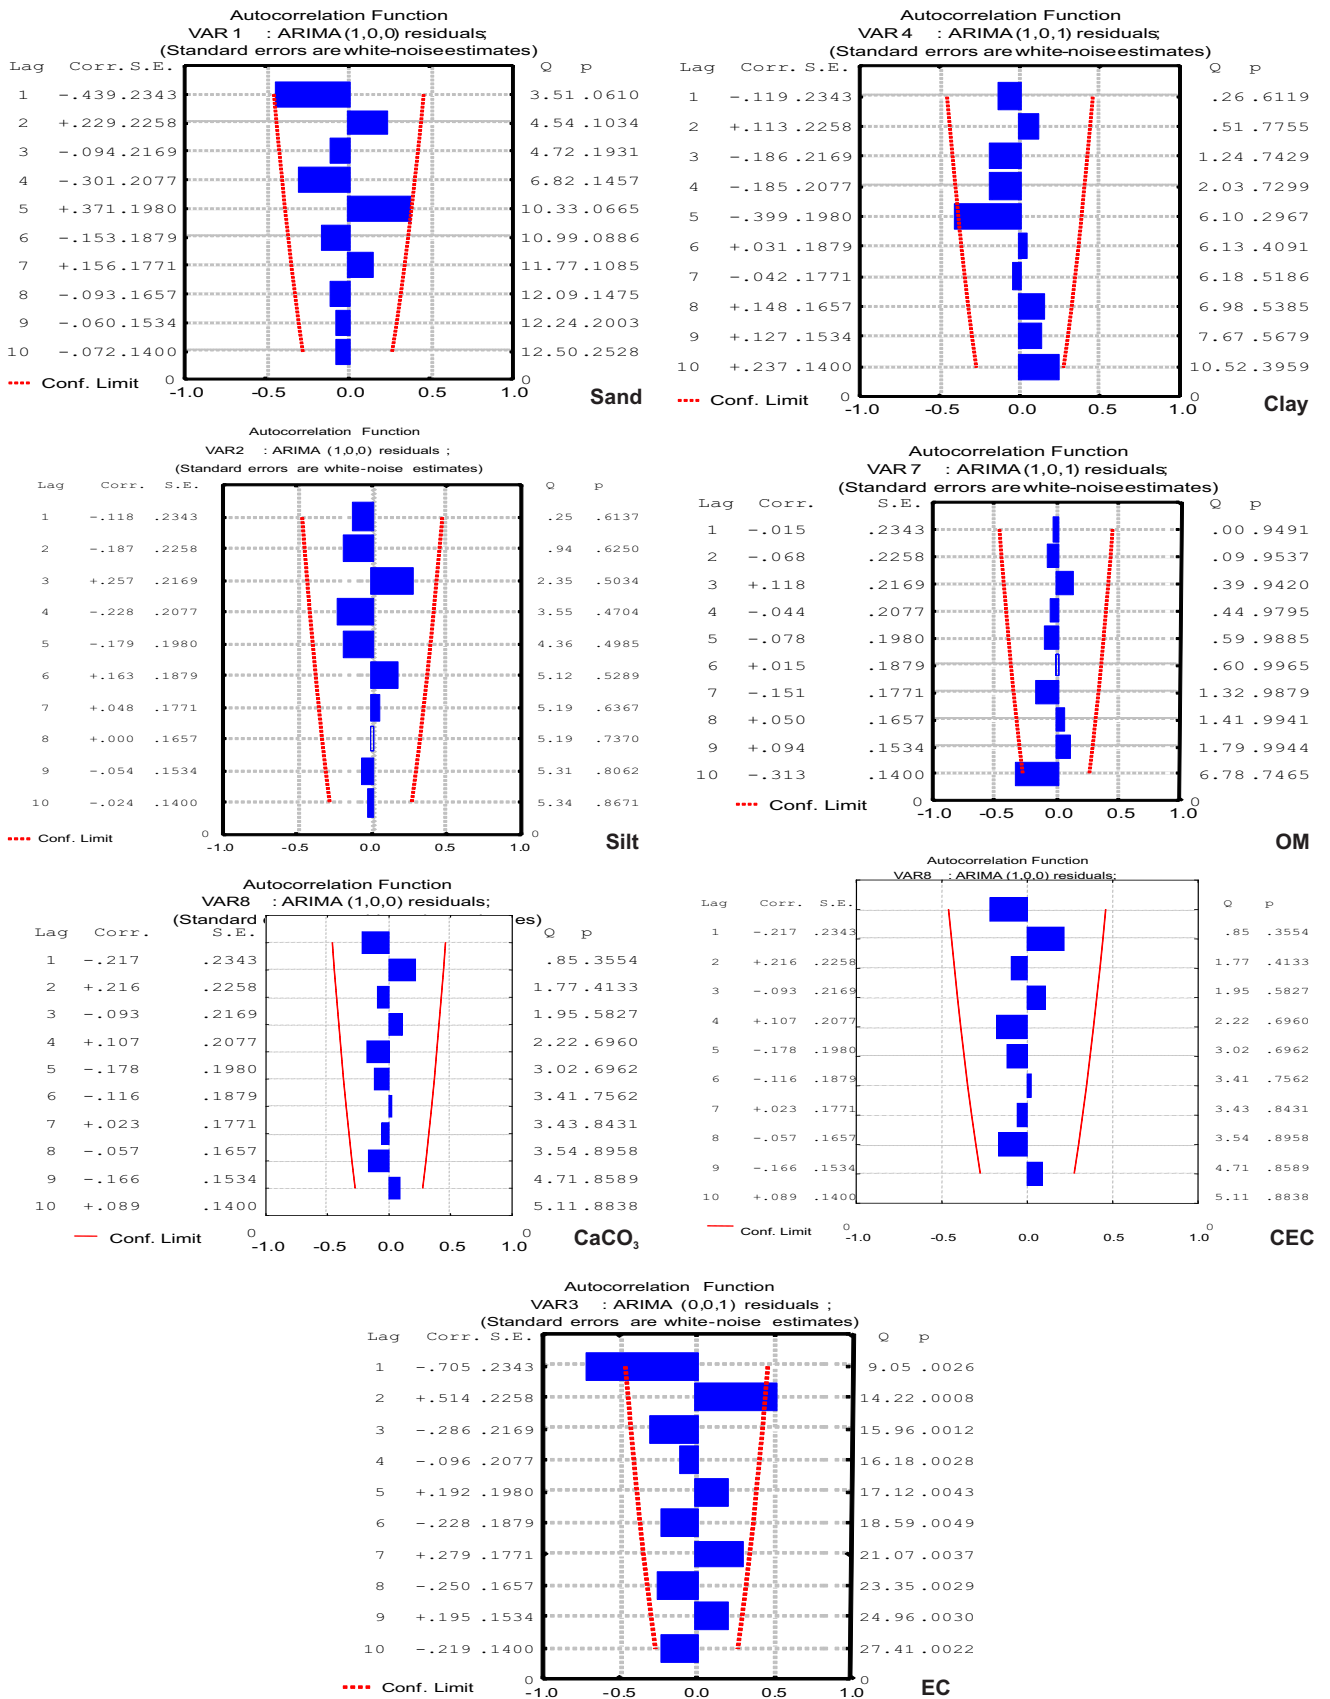 Autocorrelation Function
VAR 1 : ARIMA (1,0,0) residuals;
(Standard errors are white-noise estimates)
Lag Corr. S.E. Q p
1 -.439 .2343 3.51 .0610
2 +.229 .2258 4.54 .1034
3 -.094 .2169 4.72 .1931
4 -.301 .2077 6.82 .1457
5 +.371 .1980 10.33 .0665
6 -.153 .1879 10.99 .0886
7 +.156 .1771 11.77 .1085
8 -.093 .1657 12.09 .1475
9 -.060 .1534 12.24 .2003
10 -.072 .1400 12.50 .2528
0 0
Conf. Limit
-1.0 -0.5 0.0 0.5 1.0
Sand
Autocorrelation Function
VAR 4 : ARIMA (1,0,1) residuals;
(Standard errors are white-noise estimates)
Lag Corr. S.E. Q p
1 -.119 .2343 .26 .6119
2 +.113 .2258 .51 .7755
3 -.186 .2169 1.24 .7429
4 -.185 .2077 2.03 .7299
5 -.399 .1980 6.10 .2967
6 +.031 .1879 6.13 .4091
7 -.042 .1771 6.18 .5186
8 +.148 .1657 6.98 .5385
9 +.127 .1534 7.67 .5679
10 +.237 .1400 10.52 .3959
0 0
Conf. Limit
-1.0 -0.5 0.0 0.5 1.0
Clay
Autocorrelation Function
VAR2 : ARIMA (1,0,0) residuals ;
(Standard errors are white-noise estimates)
Lag Corr. S.E. Q p
1 -.118 .2343 .25 .6137
2 -.187 .2258 .94 .6250
3 +.257 .2169 2.35 .5034
4 -.228 .2077 3.55 .4704
5 -.179 .1980 4.36 .4985
6 +.163 .1879 5.12 .5289
7 +.048 .1771 5.19 .6367
8 +.000 .1657 5.19 .7370
9 -.054 .1534 5.31 .8062
10 -.024 .1400 5.34 .8671
0 0
Conf. Limit
-1.0 -0.5 0.0 0.5 1.0
Silt
Autocorrelation Function
VAR 7 : ARIMA (1,0,1) residuals;
(Standard errors are white-noise estimates)
Lag Corr. S.E. Q p
1 -.015 .2343 .00 .9491
2 -.068 .2258 .09 .9537
3 +.118 .2169 .39 .9420
4 -.044 .2077 .44 .9795
5 -.078 .1980 .59 .9885
6 +.015 .1879 .60 .9965
7 -.151 .1771 1.32 .9879
8 +.050 .1657 1.41 .9941
9 +.094 .1534 1.79 .9944
10 -.313 .1400 6.78 .7465
0 0
Conf. Limit
-1.0 -0.5 0.0 0.5 1.0
OM
Autocorrelation Function
VAR8 : ARIMA (1,0,0) residuals;
(Standard es)
Lag Corr. S.E. Q p
1 -.217 .2343 .85 .3554
2 +.216 .2258 1.77 .4133
3 -.093 .2169 1.95 .5827
4 +.107 .2077 2.22 .6960
5 -.178 .1980 3.02 .6962
6 -.116 .1879 3.41 .7562
7 +.023 .1771 3.43 .8431
8 -.057 .1657 3.54 .8958
9 -.166 .1534 4.71 .8589
10 +.089 .1400 5.11 .8838
0 0
Conf. Limit
-1.0 -0.5 0.0 0.5 1.0
CaCO₃
Autocorrelation Function
VAR8 : ARIMA (1,0,0) residuals;
Lag Corr. S.E. Q p
1 -.217 .2343 .85 .3554
2 +.216 .2258 1.77 .4133
3 -.093 .2169 1.95 .5827
4 +.107 .2077 2.22 .6960
5 -.178 .1980 3.02 .6962
6 -.116 .1879 3.41 .7562
7 +.023 .1771 3.43 .8431
8 -.057 .1657 3.54 .8958
9 -.166 .1534 4.71 .8589
10 +.089 .1400 5.11 .8838
0 0
Conf. Limit
-1.0 -0.5 0.0 0.5 1.0
CEC
Autocorrelation Function
VAR3 : ARIMA (0,0,1) residuals ;
(Standard errors are white-noise estimates)
Lag Corr. S.E. Q p
1 -.705 .2343 9.05 .0026
2 +.514 .2258 14.22 .0008
3 -.286 .2169 15.96 .0012
4 -.096 .2077 16.18 .0028
5 +.192 .1980 17.12 .0043
6 -.228 .1879 18.59 .0049
7 +.279 .1771 21.07 .0037
8 -.250 .1657 23.35 .0029
9 +.195 .1534 24.96 .0030
10 -.219 .1400 27.41 .0022
0 0
Conf. Limit
-1.0 -0.5 0.0 0.5 1.0
EC